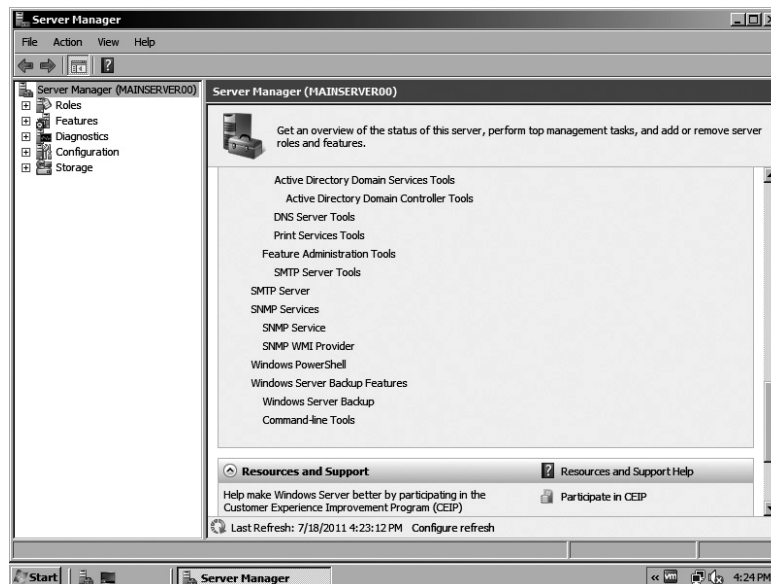 Server Manager
File Action View Help
Server Manager (MAINSERVER00)
Roles
Features
Diagnostics
Configuration
Storage
Server Manager (MAINSERVER00)
Get an overview of the status of this server, perform top management tasks, and add or remove server
roles and features.
Active Directory Domain Services Tools
Active Directory Domain Controller Tools
DNS Server Tools
Print Services Tools
Feature Administration Tools
SMTP Server Tools
SMTP Server
SNMP Services
SNMP Service
SNMP WMI Provider
Windows PowerShell
Windows Server Backup Features
Windows Server Backup
Command-line Tools
Resources and Support
Resources and Support Help
Help make Windows Server better by participating in the
Customer Experience Improvement Program (CEIP)
Participate in CEIP
Last Refresh: 7/18/2011 4:23:12 PM Configure refresh
Start
Server Manager
4:24 PM